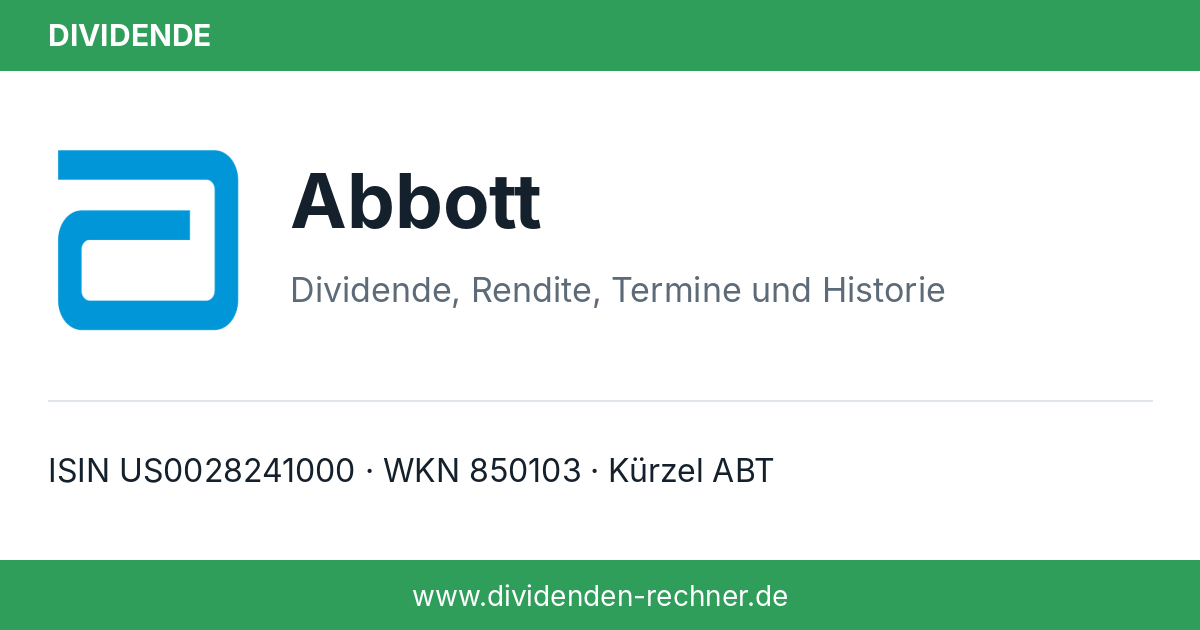 DIVIDENDE
Abbott
Dividende, Rendite, Termine und Historie
ISIN US0028241000 · WKN 850103 · Kürzel ABT
www.dividenden-rechner.de